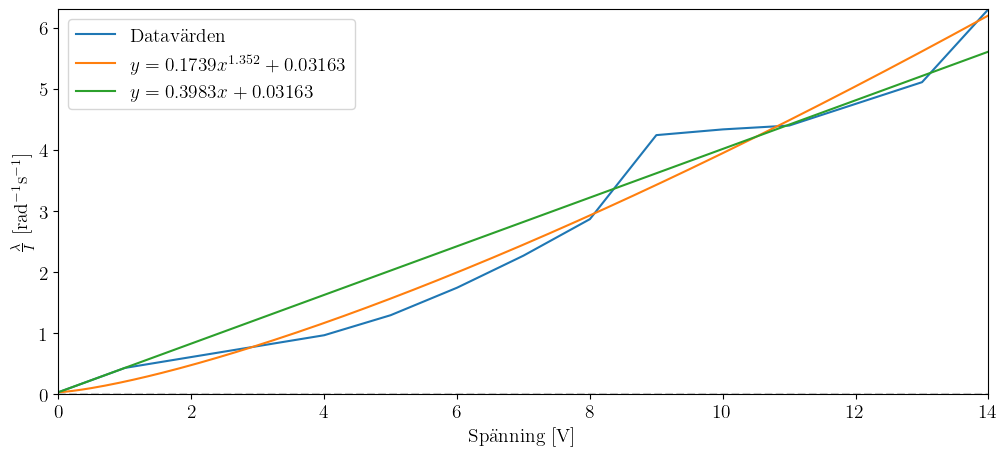 Datavärden
y = 0.1739x^{1.352} + 0.03163
y = 0.3983x + 0.03163
6
5
4
3
2
1
0
λ/I [rad⁻¹s⁻¹]
0 2 4 6 8 10 12 14
Spänning [V]